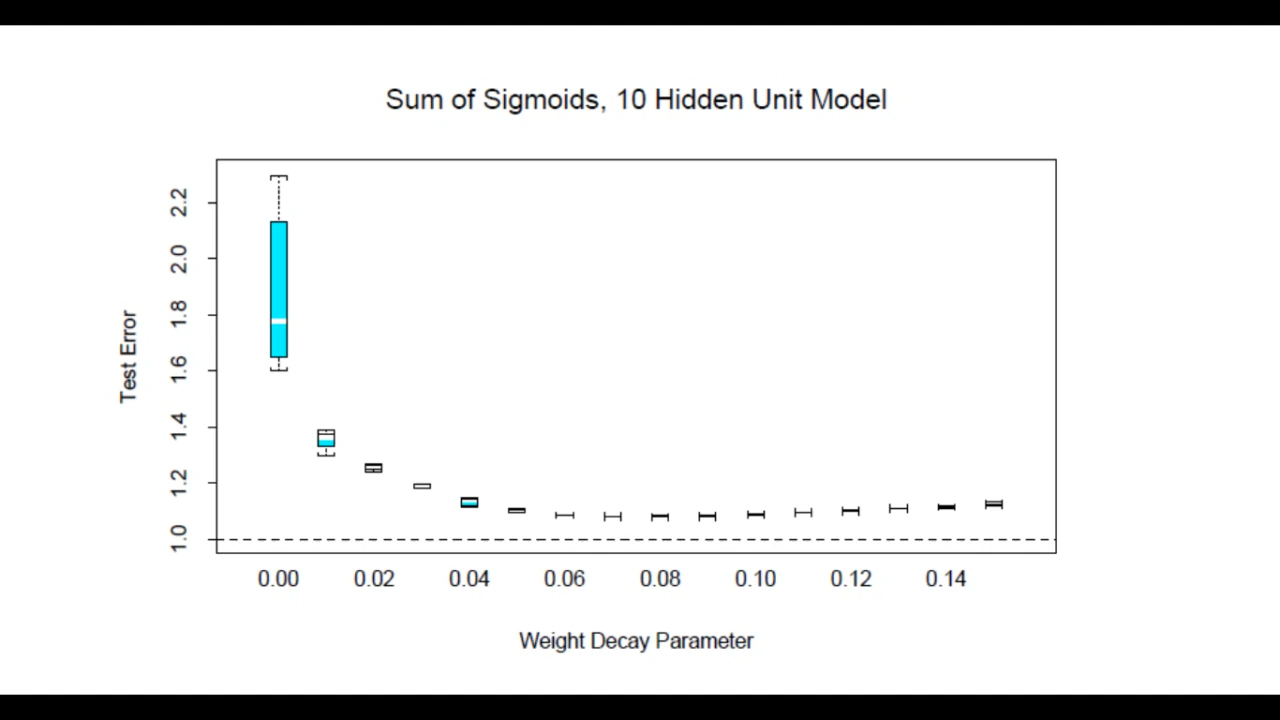 Sum of Sigmoids, 10 Hidden Unit Model
Test Error
2.2
2.0
1.8
1.6
1.4
1.2
1.0
0.00 0.02 0.04 0.06 0.08 0.10 0.12 0.14
Weight Decay Parameter